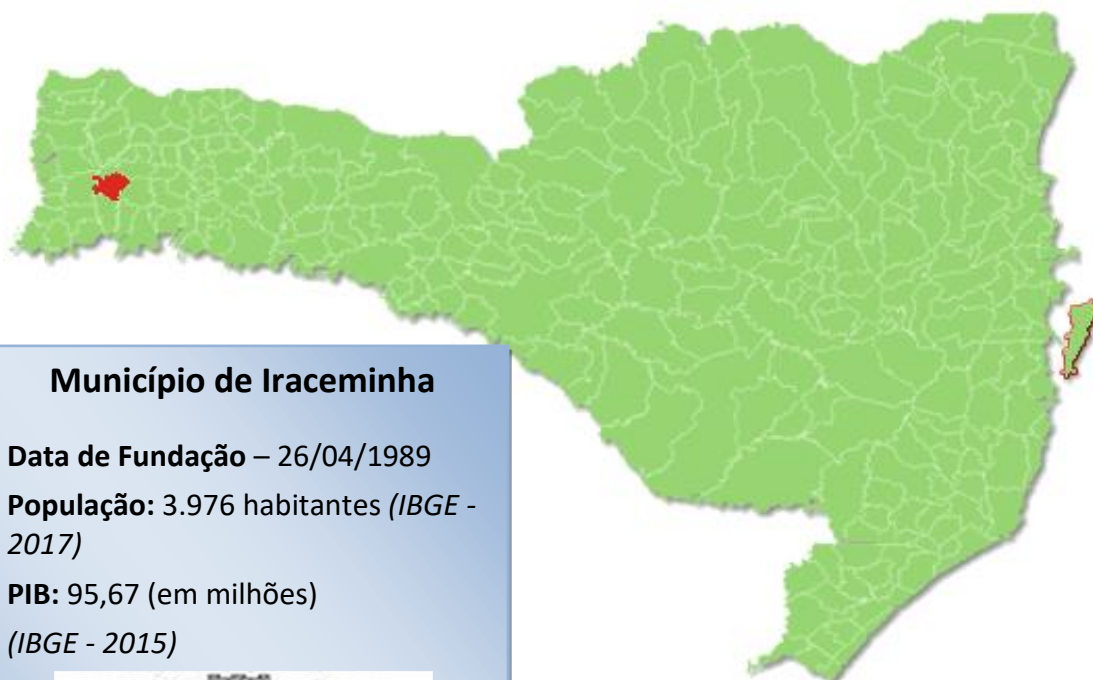 Município de Iraceminha
Data de Fundação – 26/04/1989
População: 3.976 habitantes (IBGE -
2017)
PIB: 95,67 (em milhões)
(IBGE - 2015)